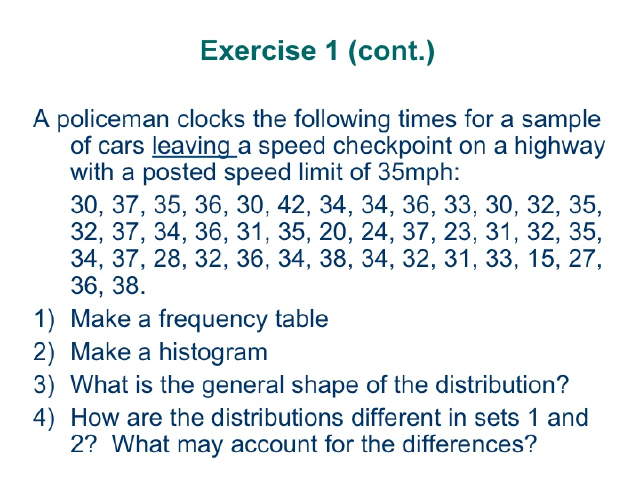 Exercise 1 (cont.)
A policeman clocks the following times for a sample
of cars leaving a speed checkpoint on a highway
with a posted speed limit of 35mph:
30, 37, 35, 36, 30, 42, 34, 34, 36, 33, 30, 32, 35,
32, 37, 34, 36, 31, 35, 20, 24, 37, 23, 31, 32, 35,
34, 37, 28, 32, 36, 34, 38, 34, 32, 31, 33, 15, 27,
36, 38.
1) Make a frequency table
2) Make a histogram
3) What is the general shape of the distribution?
4) How are the distributions different in sets 1 and
2? What may account for the differences?